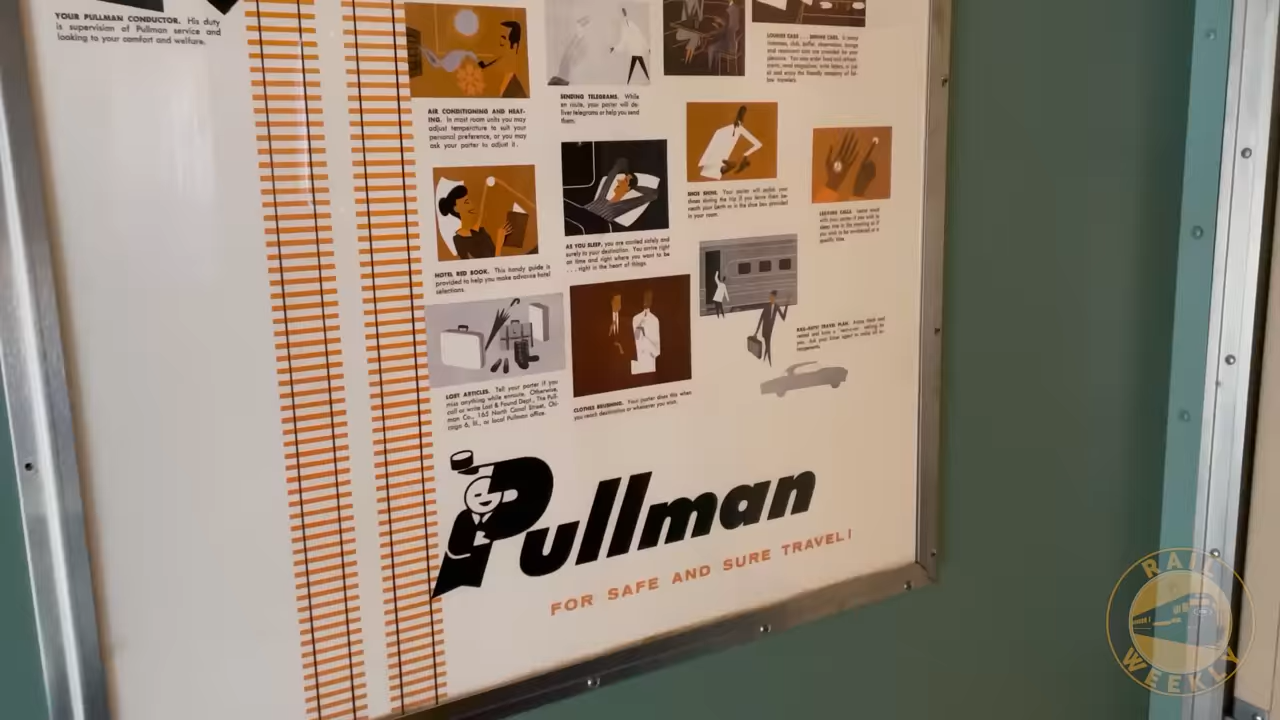 YOUR PULLMAN CONDUCTOR. His duty
is supervision of Pullman service and
looking to your comfort and welfare.
AIR CONDITIONING AND HEAT-
ING. In most room units you may
adjust temperature to suit your
personal preference, or you may
ask your porter to adjust it.
SENDING TELEGRAMS. While
en route, your porter will de-
liver telegrams or help you send
them.
LOUNGE CARS
HOTEL RED BOOK. This handy guide is
provided to help you make advance hotel
selections.
AS YOU SLEEP, you are carried safely and
surely to your destination. You arrive right
on time and right where you want to be
. . . right in the heart of things.
SHOE SHINE. Your porter will polish your
shoes during the trip if you leave them be-
neath your berth or in the shoe box provided
in your room.
LOST ARTICLES. Tell your porter if you
miss anything while enroute. Otherwise,
call or write Lost & Found Dept., The Pull-
man Co., 165 North Canal Street, Chi-
cago 6, Ill., or local Pullman office.
CLOTHES BRUSHING. Your porter does this when
you reach destination or whenever you wish.
TRAVEL PLAN.
Pullman
FOR SAFE AND SURE TRAVEL!
RAIL
WEEKLY